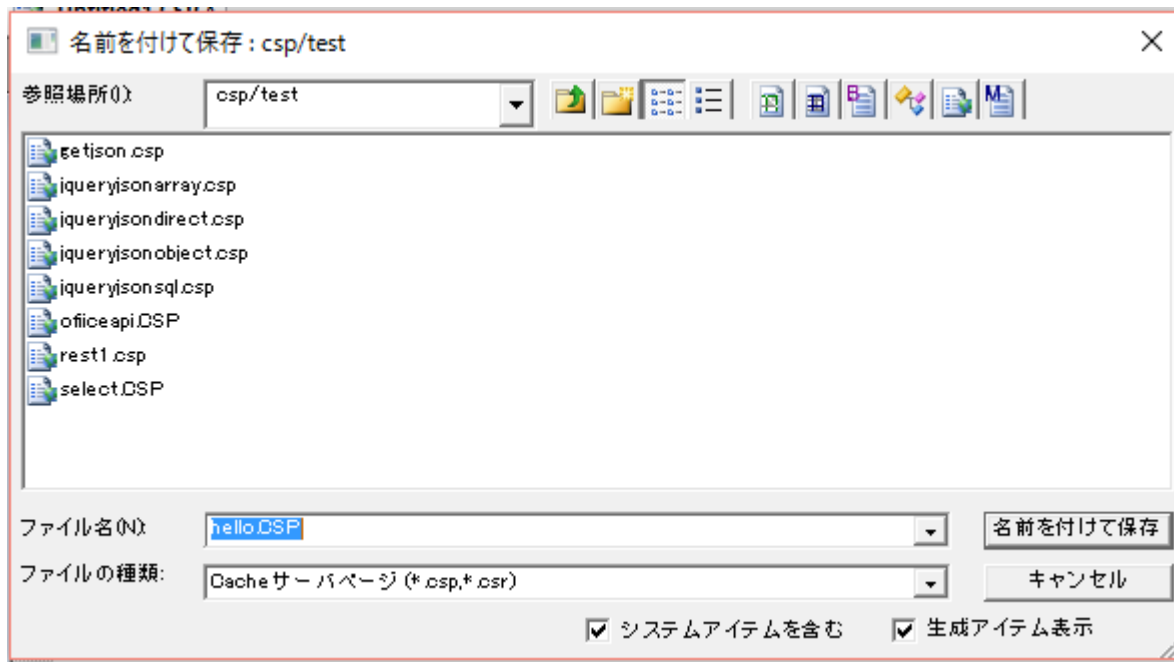 名前を付けて保存 : csp/test
参照場所(I):
csp/test
getjson.csp
jqueryjsonarray.csp
jqueryjsondirect.csp
jqueryjsonobject.csp
jqueryjsonsql.csp
ofiiceapi.CSP
rest1.csp
select.CSP
ファイル名(N):
hello.CSP
名前を付けて保存
ファイルの種類:
Cacheサーバページ (*.csp,*.csr)
キャンセル
システムアイテムを含む
生成アイテム表示